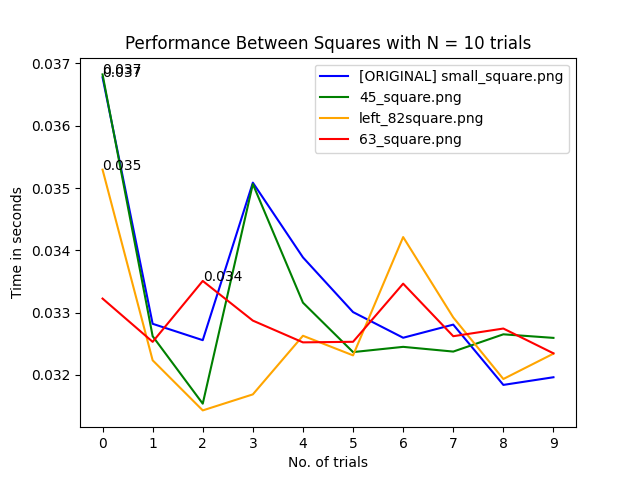 Performance Between Squares with N = 10 trials
0.037
0.037
0.035
0.034
[ORIGINAL] small_square.png
45_square.png
left_82square.png
63_square.png
0.037
0.036
0.035
0.034
0.033
0.032
Time in seconds
0 1 2 3 4 5 6 7 8 9
No. of trials